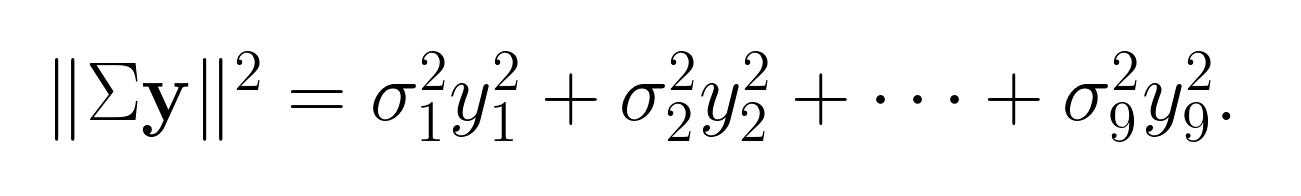 ‖Σ𝐲‖² = σ₁²y₁² + σ₂²y₂² + ··· + σ₉²y₉².